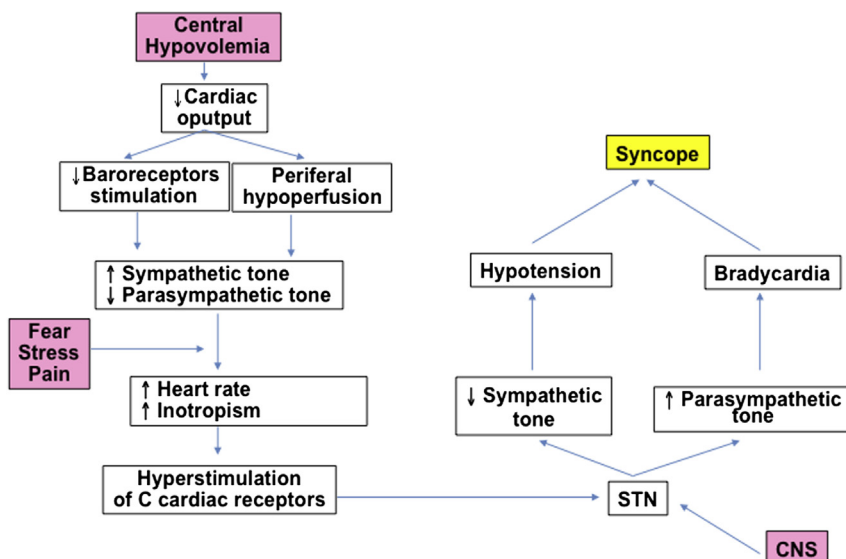 Central
Hypovolemia
↓Cardiac
oputput
↓Baroreceptors
stimulation
Periferal
hypoperfusion
↑ Sympathetic tone
↓ Parasympathetic tone
Fear
Stress
Pain
↑ Heart rate
↑ Inotropism
Hyperstimulation
of C cardiac receptors
Syncope
Hypotension
Bradycardia
↓ Sympathetic
tone
↑ Parasympathetic
tone
STN
CNS